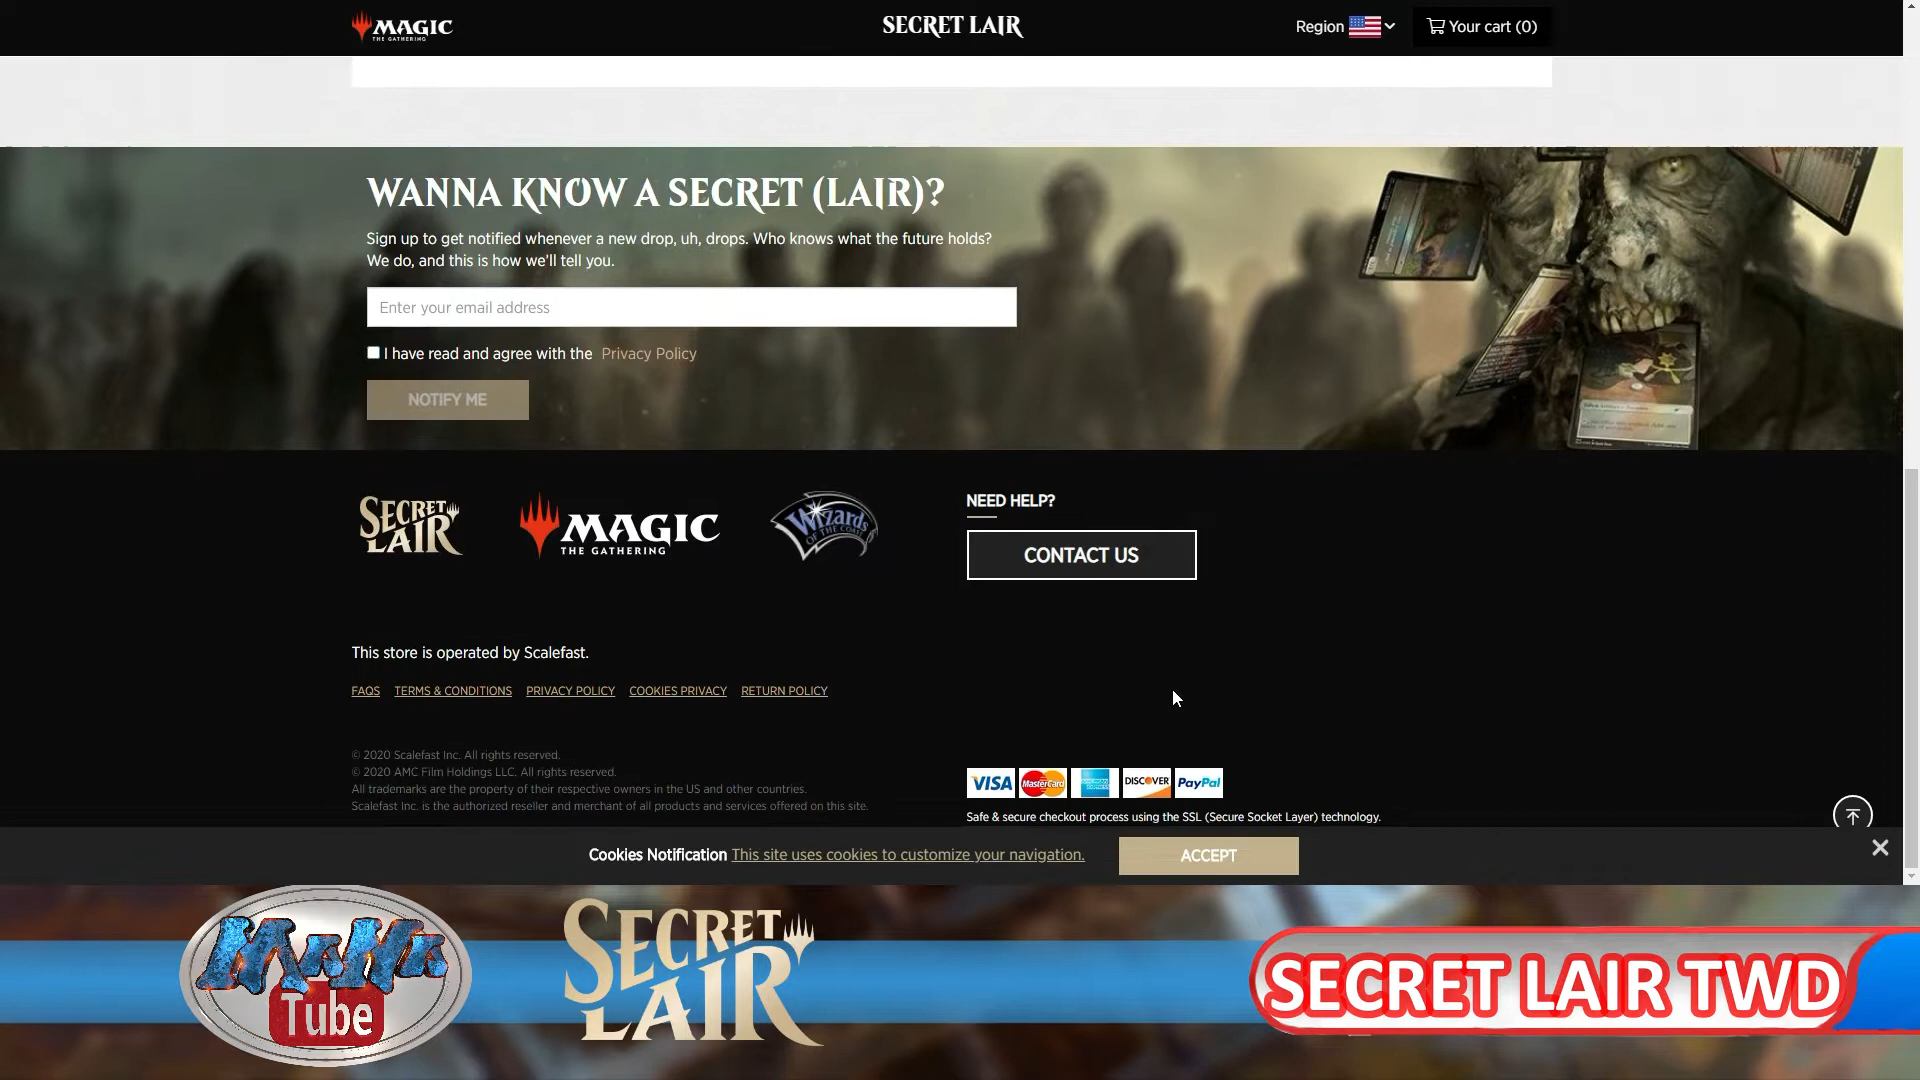 MAGIC
THE GATHERING
SECRET LAIR
Region
Your cart (0)
WANNA KNOW A SECRET (LAIR)?
Sign up to get notified whenever a new drop, uh, drops. Who knows what the future holds?
We do, and this is how we'll tell you.
Enter your email address
I have read and agree with the Privacy Policy
NOTIFY ME
SECRET
LAIR
MAGIC
THE GATHERING
Wizards
OF THE COAST
NEED HELP?
CONTACT US
This store is operated by Scalefast.
FAQS TERMS & CONDITIONS PRIVACY POLICY COOKIES PRIVACY RETURN POLICY
© 2020 Scalefast Inc. All rights reserved.
© 2020 AMC Film Holdings LLC. All rights reserved.
All trademarks are the property of their respective owners in the US and other countries.
Scalefast Inc. is the authorized reseller and merchant of all products and services offered on this site.
VISA MasterCard AMERICAN EXPRESS DISCOVER PayPal
Safe & secure checkout process using the SSL (Secure Socket Layer) technology.
Cookies Notification This site uses cookies to customize your navigation.
ACCEPT
Tube
SECRET
LAIR
SECRET LAIR TWD